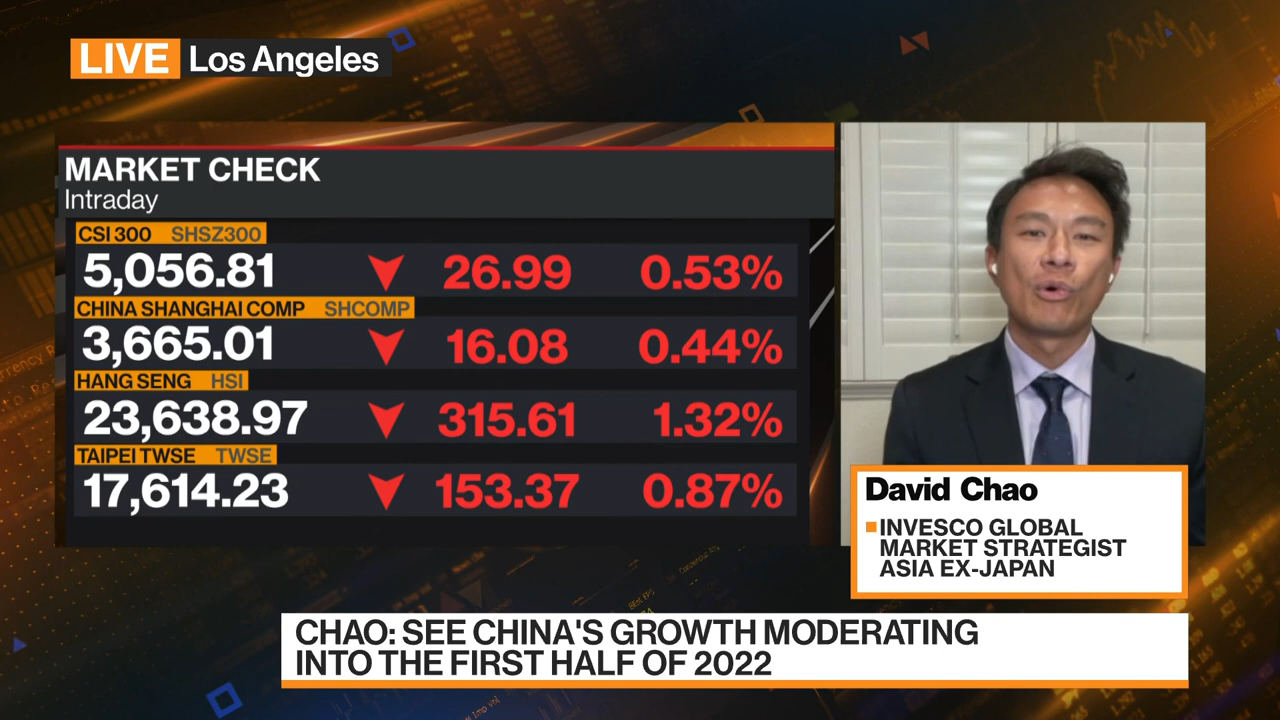 LIVE Los Angeles
MARKET CHECK
Intraday
CSI 300 SHSZ300
5,056.81 26.99 0.53%
CHINA SHANGHAI COMP SHCOMP
3,665.01 16.08 0.44%
HANG SENG HSI
23,638.97 315.61 1.32%
TAIPEI TWSE TWSE
17,614.23 153.37 0.87%
David Chao
INVESCO GLOBAL
MARKET STRATEGIST
ASIA EX-JAPAN
CHAO: SEE CHINA'S GROWTH MODERATING
INTO THE FIRST HALF OF 2022